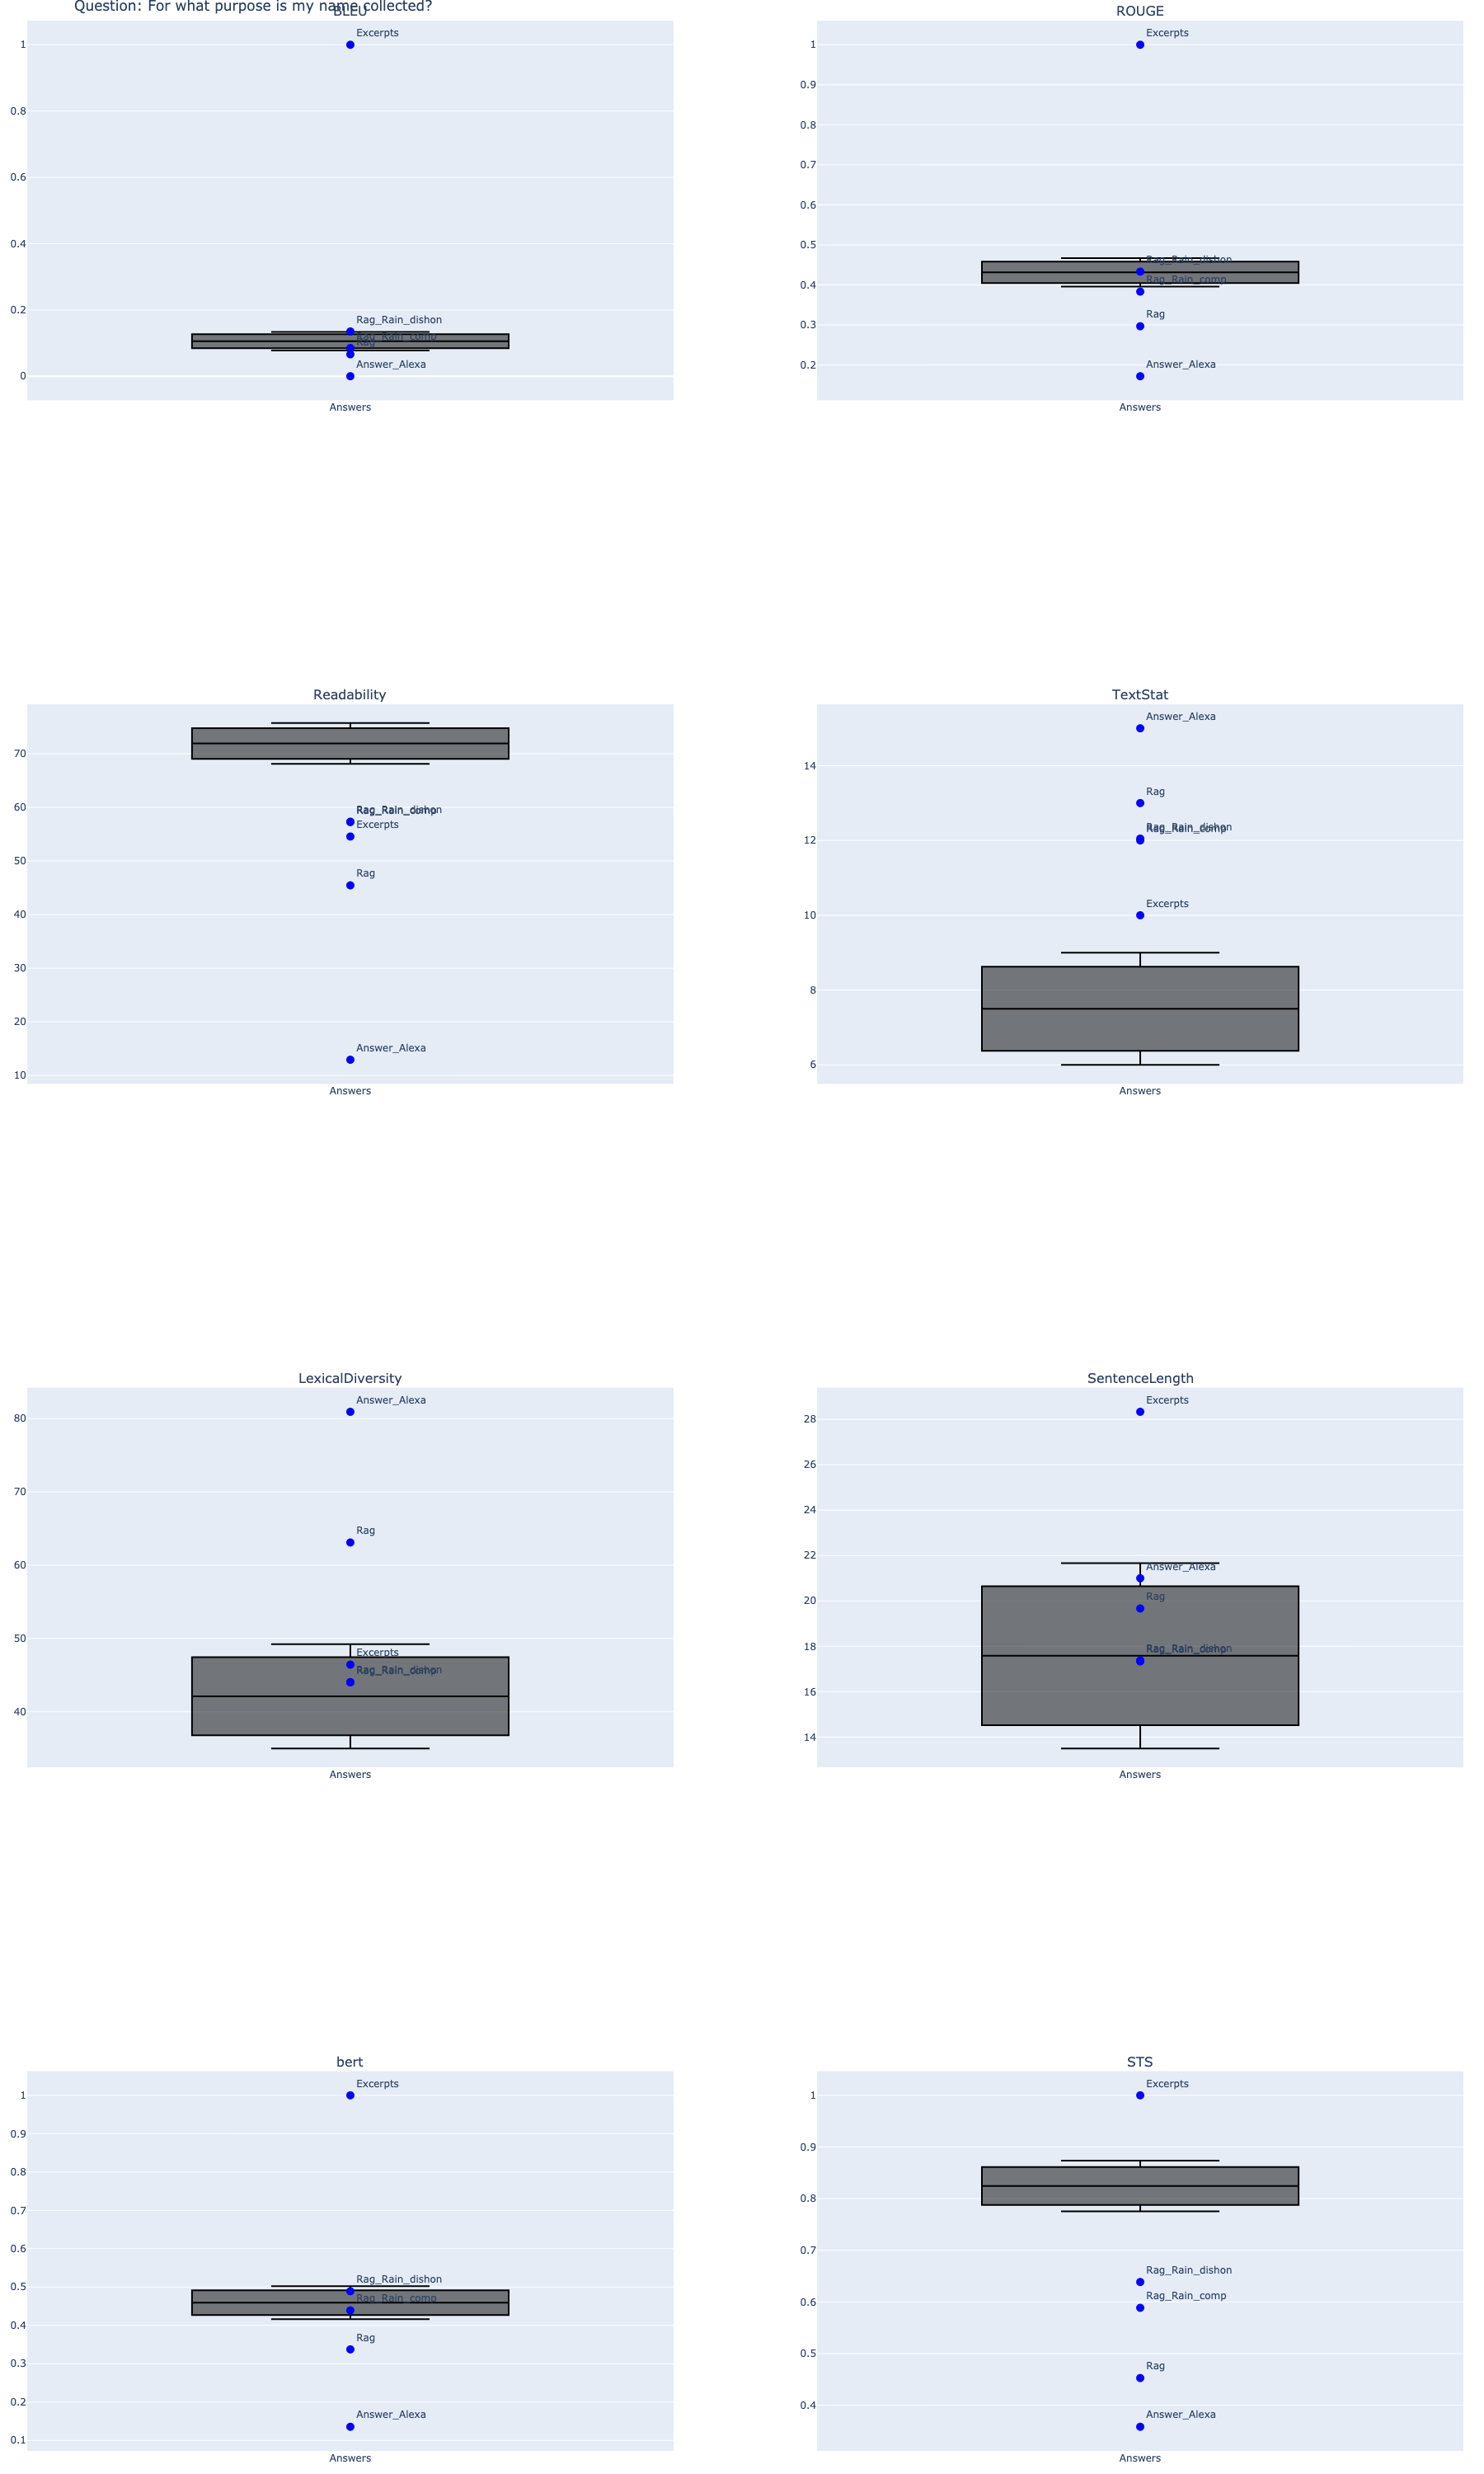 Question: For what purpose is my name collected?
BLEU
Excerpts
1
0.8
0.6
0.4
0.2
0
Rag_Rain_dishon
Rag_Rain_comp
Rag
Answer_Alexa
Answers
ROUGE
Excerpts
1
0.9
0.8
0.7
0.6
0.5
0.4
0.3
0.2
Rag_Rain_dishon
Rag_Rain_comp
Rag
Answer_Alexa
Answers
Readability
70
60
50
40
30
20
10
Rag_Rain_dishon
Rag_Rain_comp
Excerpts
Rag
Answer_Alexa
Answers
TextStat
Answer_Alexa
14
12
10
8
6
Rag
Rag_Rain_dishon
Rag_Rain_comp
Excerpts
Answers
LexicalDiversity
Answer_Alexa
80
70
60
50
40
Rag
Excerpts
Rag_Rain_dishon
Rag_Rain_comp
Answers
SentenceLength
Excerpts
28
26
24
22
20
18
16
14
Answer_Alexa
Rag
Rag_Rain_dishon
Rag_Rain_comp
Answers
bert
Excerpts
1
0.9
0.8
0.7
0.6
0.5
0.4
0.3
0.2
0.1
Rag_Rain_dishon
Rag_Rain_comp
Rag
Answer_Alexa
Answers
STS
Excerpts
1
0.9
0.8
0.7
0.6
0.5
0.4
Rag_Rain_dishon
Rag_Rain_comp
Rag
Answer_Alexa
Answers